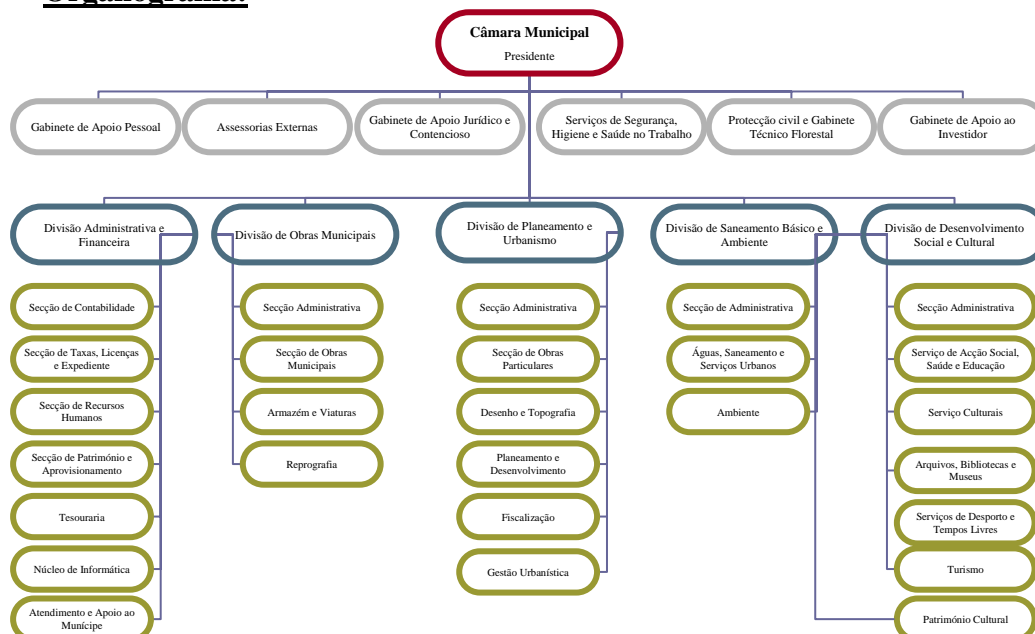 Organograma:
Câmara Municipal
Presidente
Gabinete de Apoio Pessoal
Assessorias Externas
Gabinete de Apoio Jurídico e
Contencioso
Serviços de Segurança,
Higiene e Saúde no Trabalho
Protecção civil e Gabinete
Técnico Florestal
Gabinete de Apoio ao
Investidor
Divisão Administrativa e
Financeira
Divisão de Obras Municipais
Divisão de Planeamento e
Urbanismo
Divisão de Saneamento Básico e
Ambiente
Divisão de Desenvolvimento
Social e Cultural
Secção de Contabilidade
Secção de Taxas, Licenças
e Expediente
Secção de Recursos
Humanos
Secção de Património e
Aprovisionamento
Tesouraria
Núcleo de Informática
Atendimento e Apoio ao
Munícipe
Secção Administrativa
Secção de Obras
Municipais
Armazém e Viaturas
Reprografia
Secção Administrativa
Secção de Obras
Particulares
Desenho e Topografia
Planeamento e
Desenvolvimento
Fiscalização
Gestão Urbanística
Secção de Administrativa
Águas, Saneamento e
Serviços Urbanos
Ambiente
Secção Administrativa
Serviço de Acção Social,
Saúde e Educação
Serviço Culturais
Arquivos, Bibliotecas e
Museus
Serviços de Desporto e
Tempos Livres
Turismo
Património Cultural